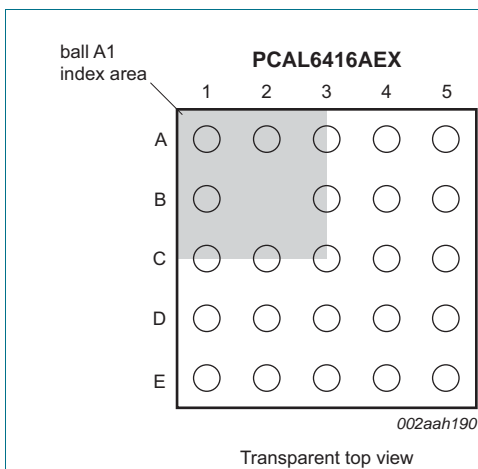 ball A1
index area
PCAL6416AEX
1 2 3 4 5
A
B
C
D
E
002aah190
Transparent top view